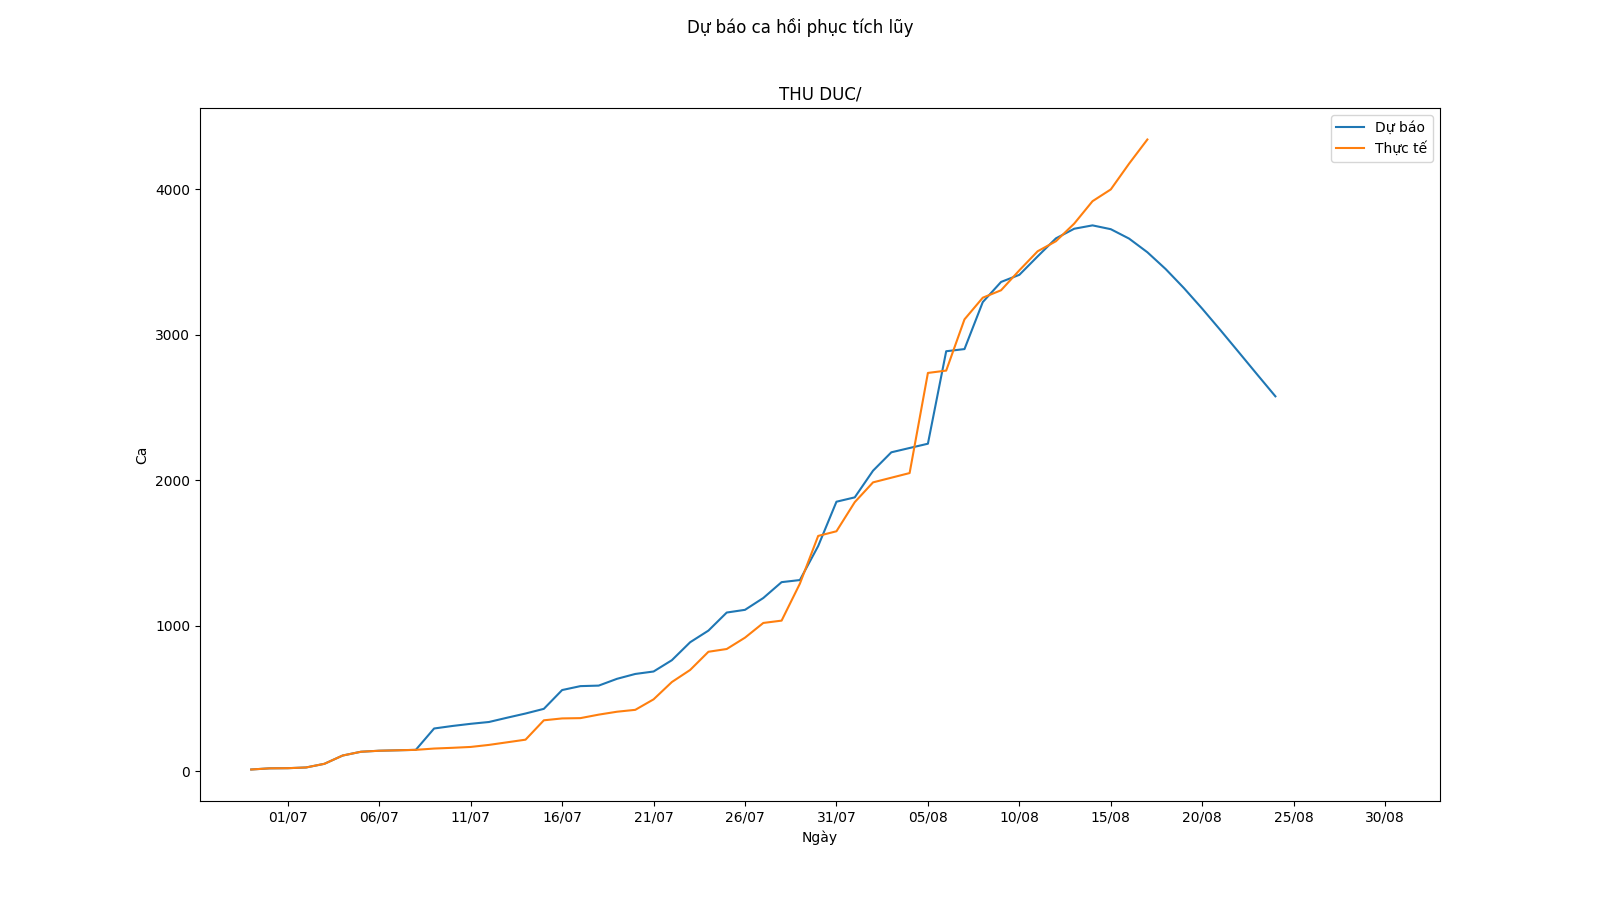 Dự báo ca hồi phục tích lũy
THU DUC/
Dự báo
Thực tế
4000
3000
2000
1000
0
Ca
01/07 06/07 11/07 16/07 21/07 26/07 31/07 05/08 10/08 15/08 20/08 25/08 30/08
Ngày